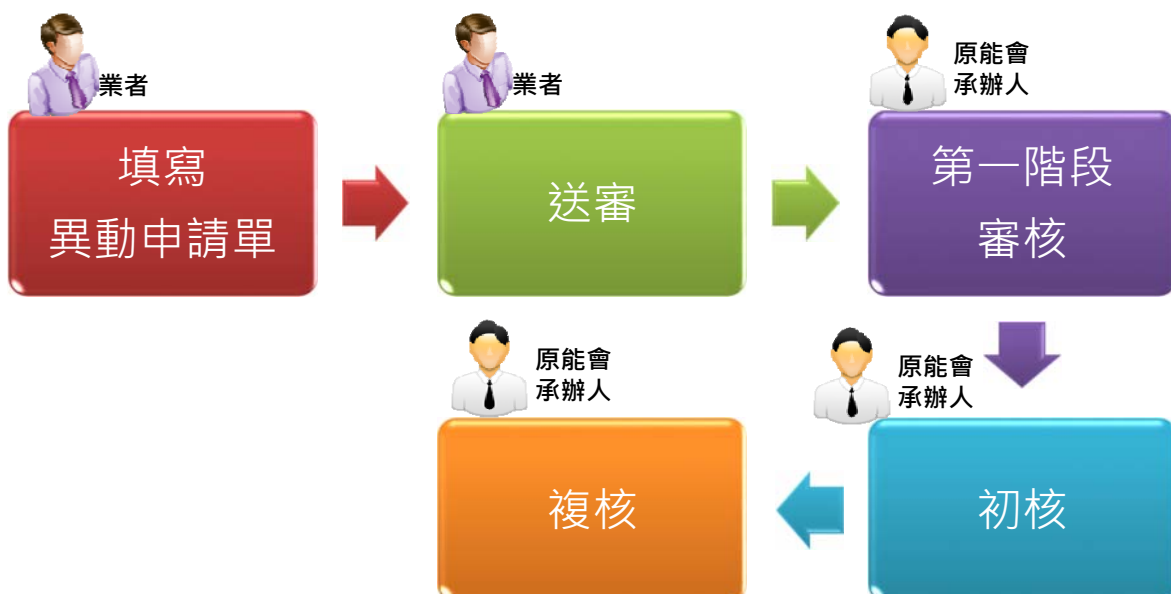 業者
填寫
異動申請單
業者
送審
原能會
承辦人
第一階段
審核
原能會
承辦人
初核
原能會
承辦人
複核